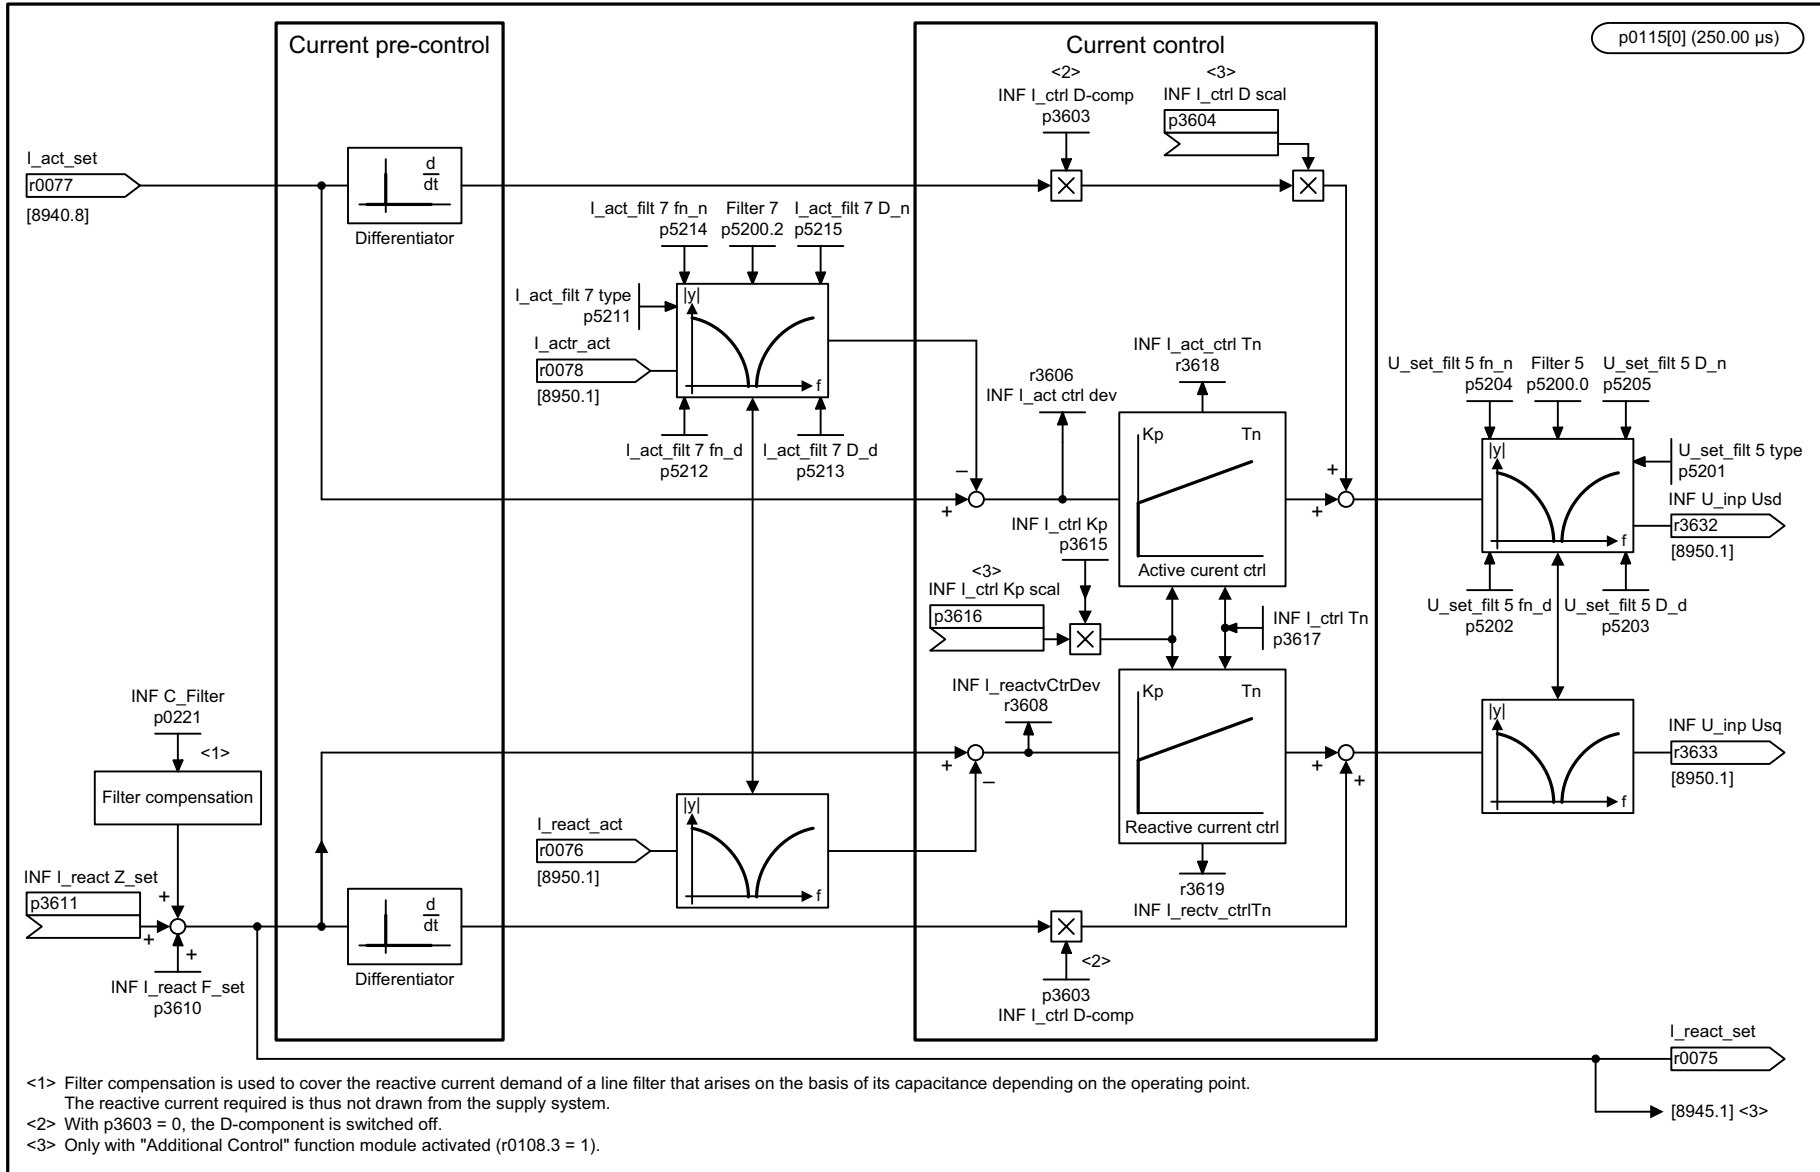 Current pre-control
Current control
p0115[0] (250.00 µs)
<2>
INF I_ctrl D-comp
p3603
<3>
INF I_ctrl D scal
p3604
I_act_set
r0077
[8940.8]
d
dt
Differentiator
I_act_filt 7 fn_n
p5214
Filter 7
p5200.2
I_act_filt 7 D_n
p5215
I_act_filt 7 type
p5211
|y|
f
I_actr_act
r0078
[8950.1]
I_act_filt 7 fn_d
p5212
I_act_filt 7 D_d
p5213
r3606
INF I_act ctrl dev
INF I_act_ctrl Tn
r3618
Kp
Tn
Active curent ctrl
–
+
+
+
U_set_filt 5 fn_n
p5204
Filter 5
p5200.0
U_set_filt 5 D_n
p5205
|y|
f
U_set_filt 5 type
p5201
INF U_inp Usd
r3632
[8950.1]
U_set_filt 5 fn_d
p5202
U_set_filt 5 D_d
p5203
INF I_ctrl Kp
p3615
<3>
INF I_ctrl Kp scal
p3616
INF I_ctrl Tn
p3617
INF C_Filter
p0221
<1>
Filter compensation
INF I_reactvCtrDev
r3608
Kp
Tn
Reactive current ctrl
r3619
INF I_rectv_ctrlTn
+
–
+
+
|y|
f
INF U_inp Usq
r3633
[8950.1]
I_react_act
r0076
[8950.1]
|y|
f
INF I_react Z_set
p3611
+
+
+
INF I_react F_set
p3610
d
dt
Differentiator
<2>
p3603
INF I_ctrl D-comp
I_react_set
r0075
[8945.1] <3>
<1> Filter compensation is used to cover the reactive current demand of a line filter that arises on the basis of its capacitance depending on the operating point.
The reactive current required is thus not drawn from the supply system.
<2> With p3603 = 0, the D-component is switched off.
<3> Only with "Additional Control" function module activated (r0108.3 = 1).